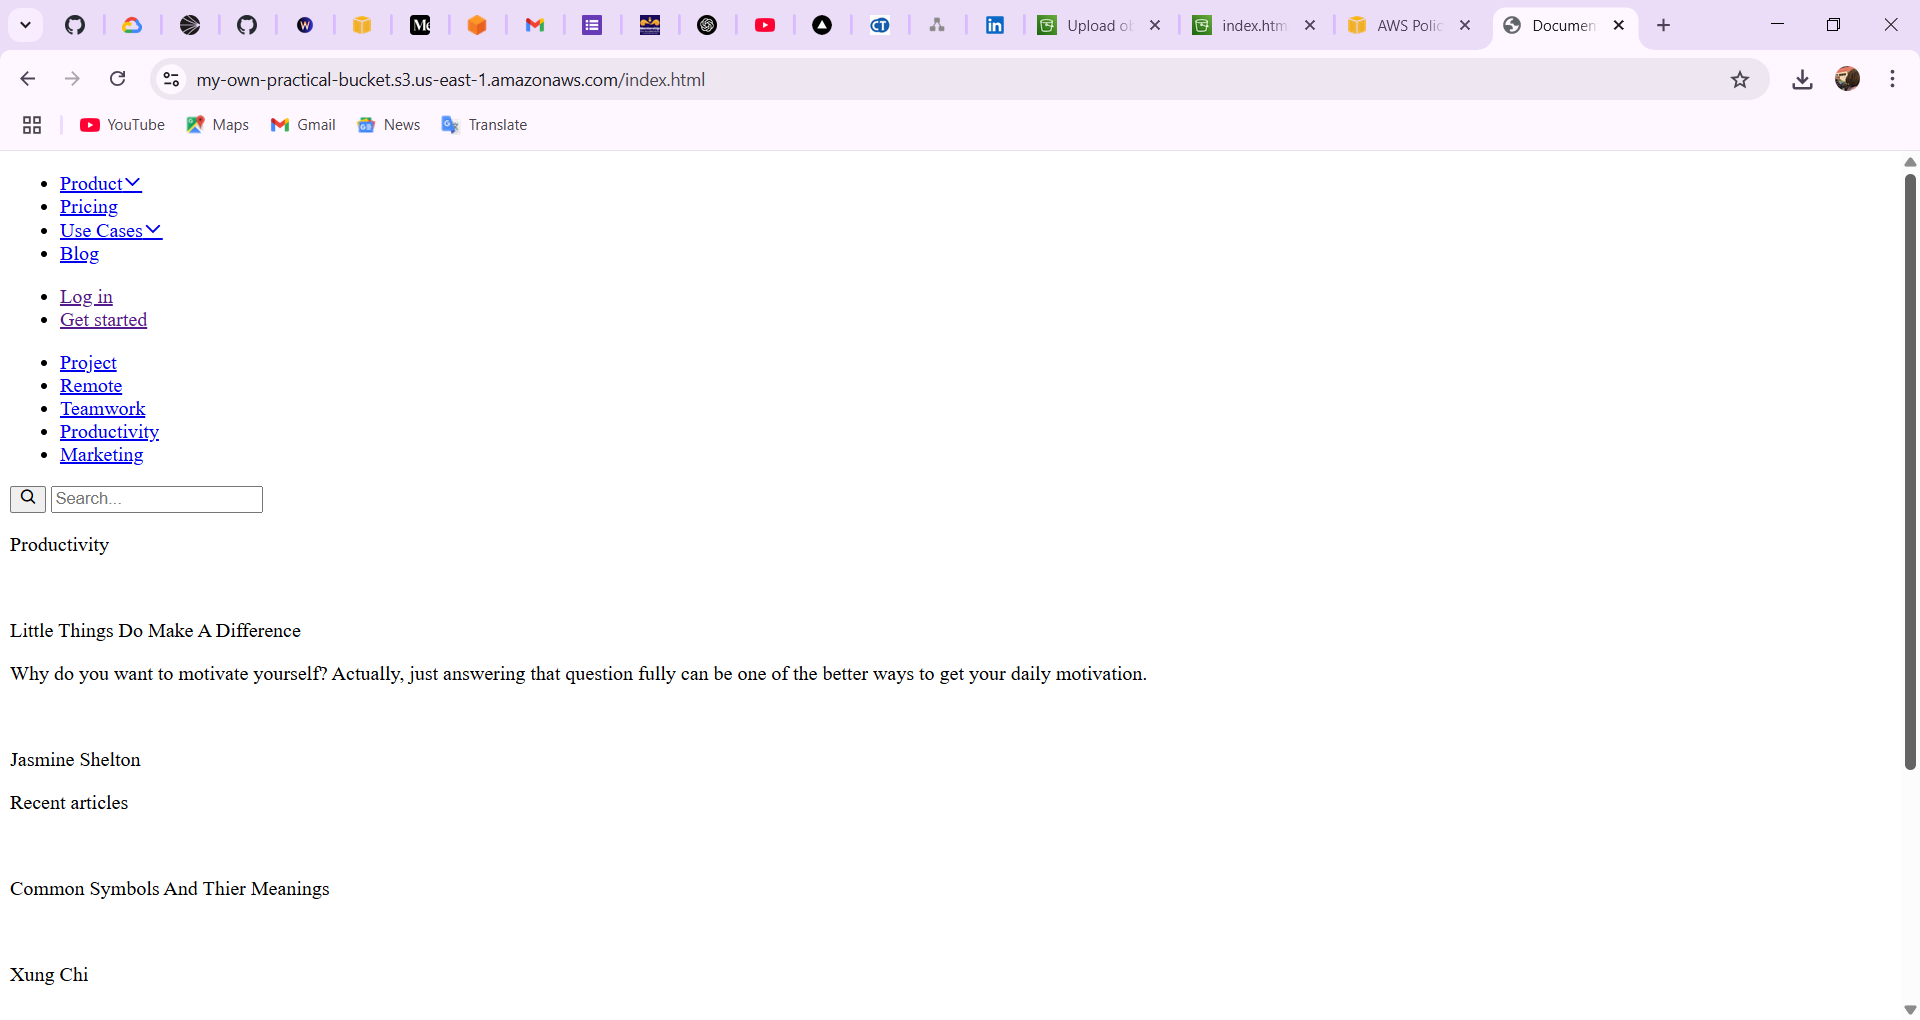 Me
CT
in
Upload ob
index.htm
AWS Polic
Documen
my-own-practical-bucket.s3.us-east-1.amazonaws.com/index.html
YouTube
Maps
Gmail
News
Translate
Product
Pricing
Use Cases
Blog
Log in
Get started
Project
Remote
Teamwork
Productivity
Marketing
Search...
Productivity
Little Things Do Make A Difference
Why do you want to motivate yourself? Actually, just answering that question fully can be one of the better ways to get your daily motivation.
Jasmine Shelton
Recent articles
Common Symbols And Thier Meanings
Xung Chi